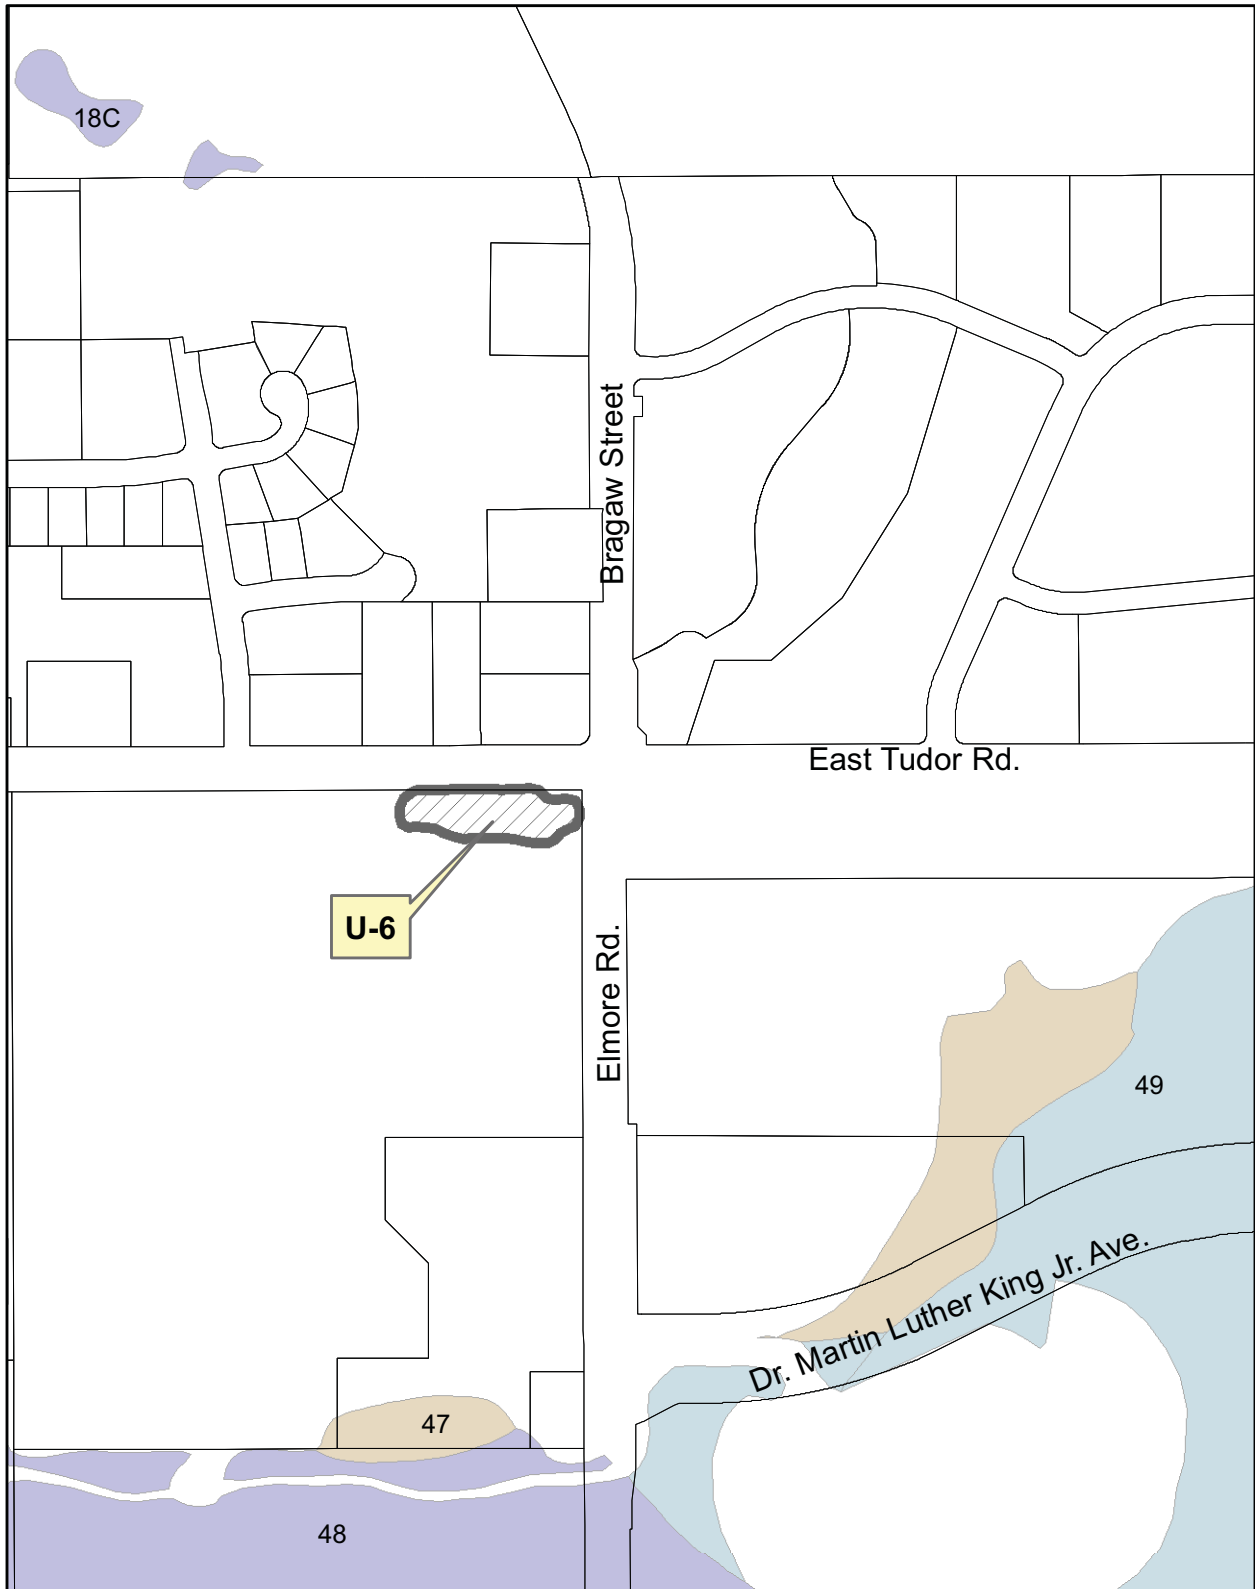 18C
Bragaw Street
East Tudor Rd.
U-6
Elmore Rd.
49
Dr. Martin Luther King Jr. Ave.
47
48